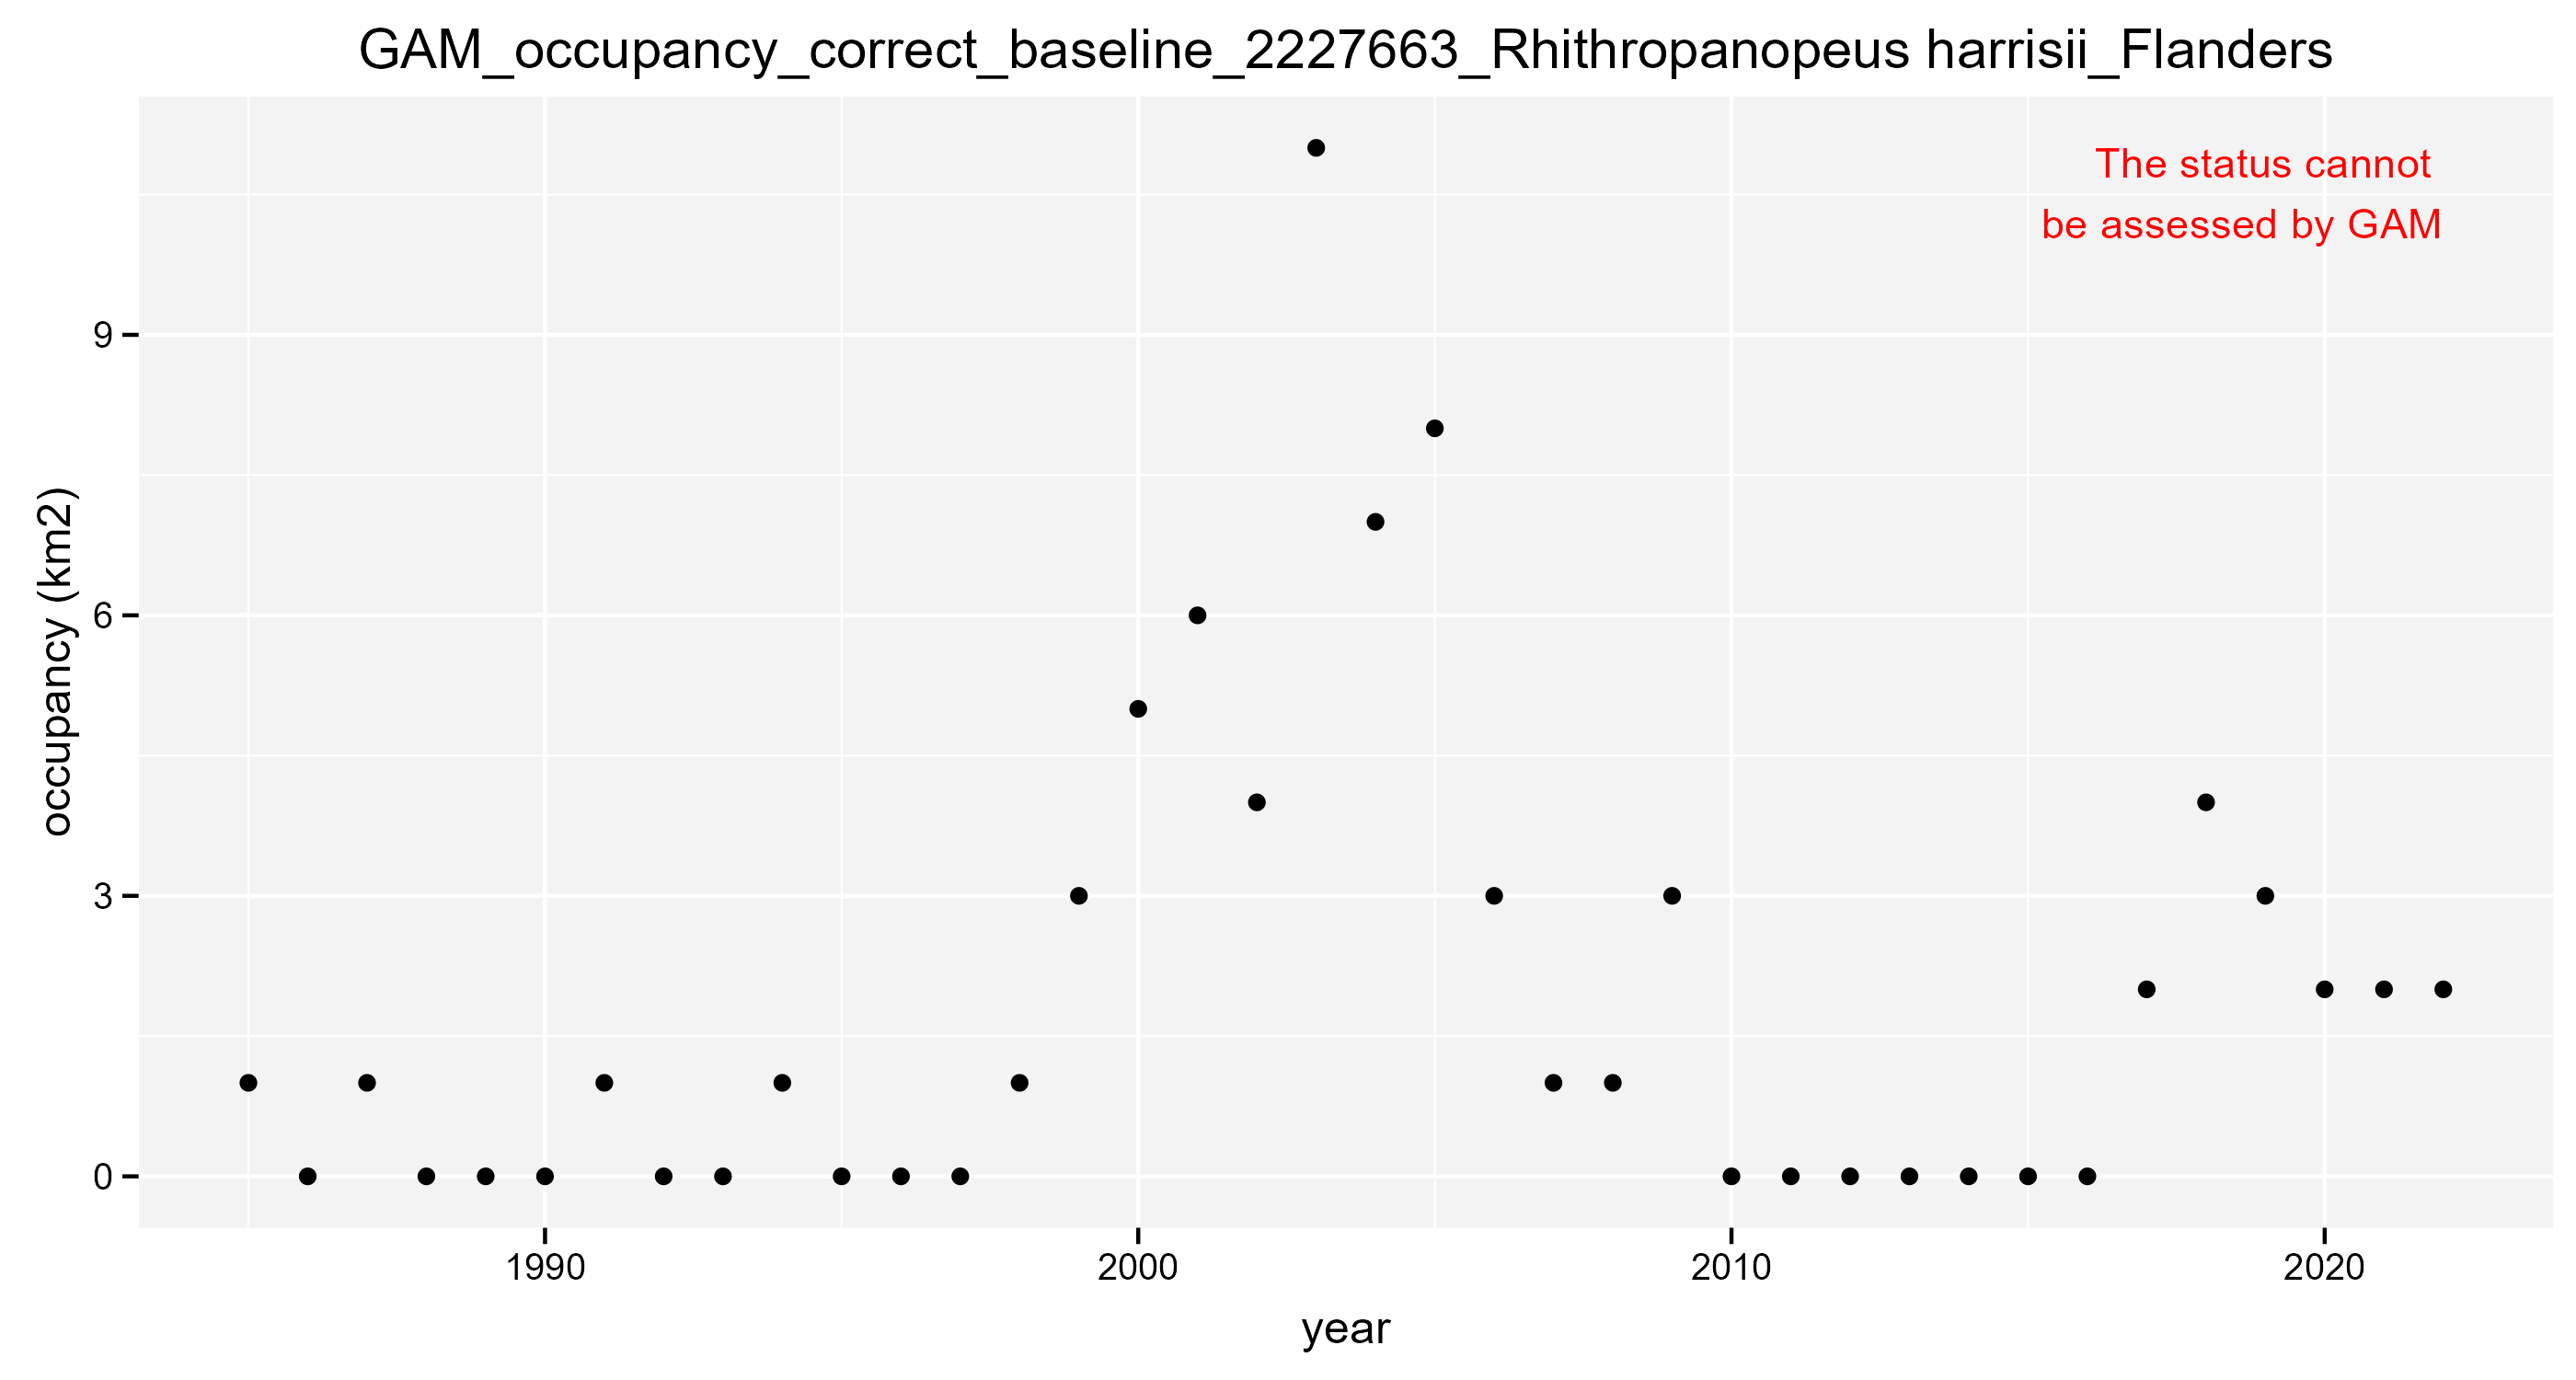 GAM_occupancy_correct_baseline_2227663_Rhithropanopeus harrisii_Flanders
The status cannot
be assessed by GAM
occupancy (km2)
9
6
3
0
1990 2000 2010 2020
year